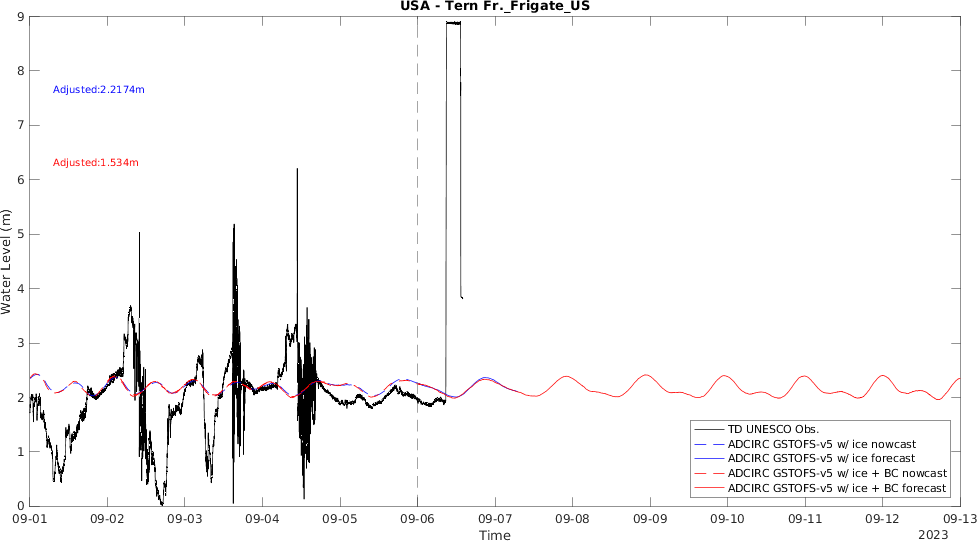 USA - Tern Fr._Frigate_US
9
8
7
6
5
4
3
2
1
0
Water Level (m)
Adjusted:2.2174m
Adjusted:1.534m
TD UNESCO Obs.
ADCIRC GSTOFS-v5 w/ ice nowcast
ADCIRC GSTOFS-v5 w/ ice forecast
ADCIRC GSTOFS-v5 w/ ice + BC nowcast
ADCIRC GSTOFS-v5 w/ ice + BC forecast
09-01 09-02 09-03 09-04 09-05 09-06 09-07 09-08 09-09 09-10 09-11 09-12 09-13
Time
2023